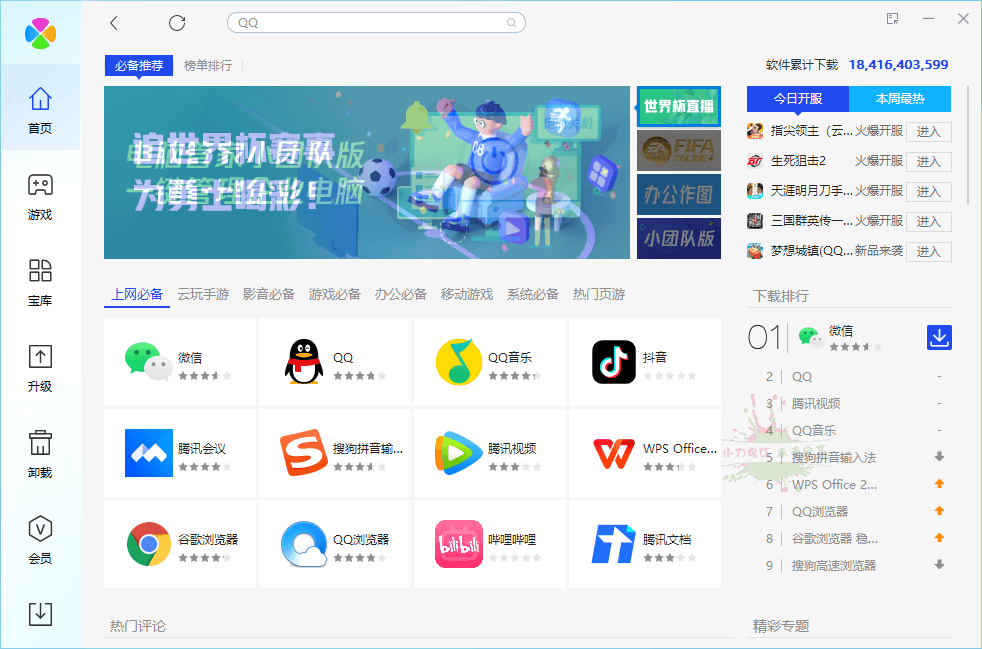 QQ
必备推荐
榜单排行
软件累计下载 18,416,403,599
世界杯直播
FIFA
ONLINE 4
办公作图
小团队版
今日开服
本周最热
指尖领主（云... 火爆开服 进入
生死狙击2 火爆开服 进入
天涯明月刀手... 火爆开服 进入
三国群英传一... 火爆开服 进入
梦想城镇(QQ... 新品来袭 进入
首页
游戏
宝库
升级
卸载
会员
上网必备 云玩手游 影音必备 游戏必备 办公必备 移动游戏 系统必备 热门页游
微信
QQ
QQ音乐
抖音
腾讯会议
搜狗拼音输...
腾讯视频
WPS Office...
谷歌浏览器
QQ浏览器
哔哩哔哩
bilibili
腾讯文档
下载排行
01 微信
2 QQ -
3 腾讯视频 -
4 QQ音乐 -
5 搜狗拼音输入法
6 WPS Office 2...
7 QQ浏览器
8 谷歌浏览器 稳...
9 搜狗高速浏览器
热门评论
精彩专题